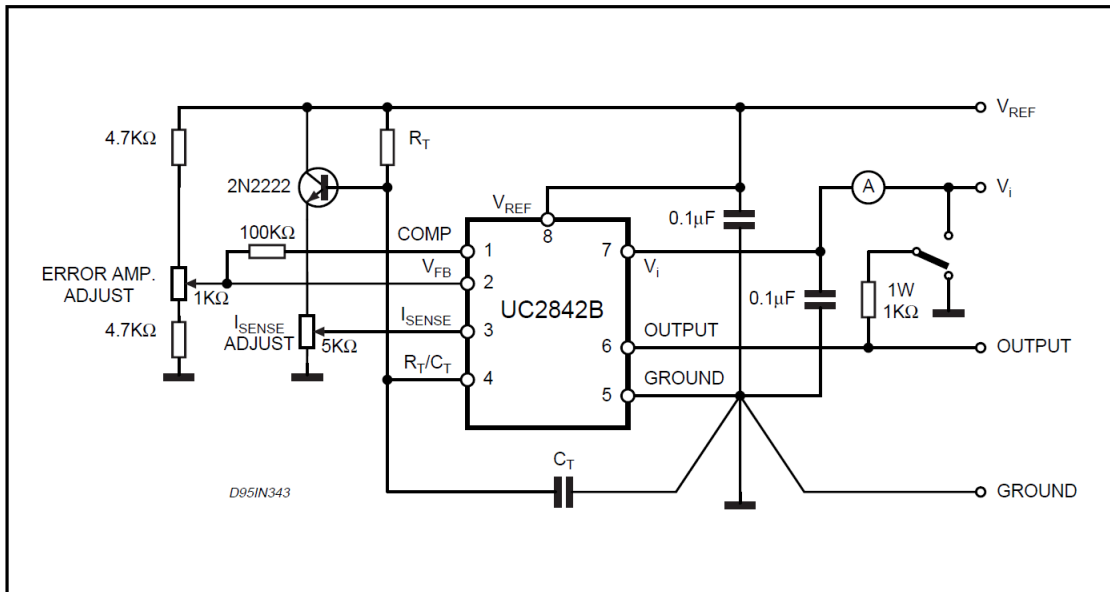 V_REF
4.7KΩ
R_T
2N2222
A
V_i
V_REF
8
0.1μF
100KΩ
COMP
1
7
V_i
V_FB
2
ERROR AMP.
ADJUST
1KΩ
UC2842B
0.1μF
1W
1KΩ
4.7KΩ
I_SENSE
ADJUST
5KΩ
I_SENSE
3
OUTPUT
6
OUTPUT
R_T/C_T
4
GROUND
5
C_T
D95IN343
GROUND